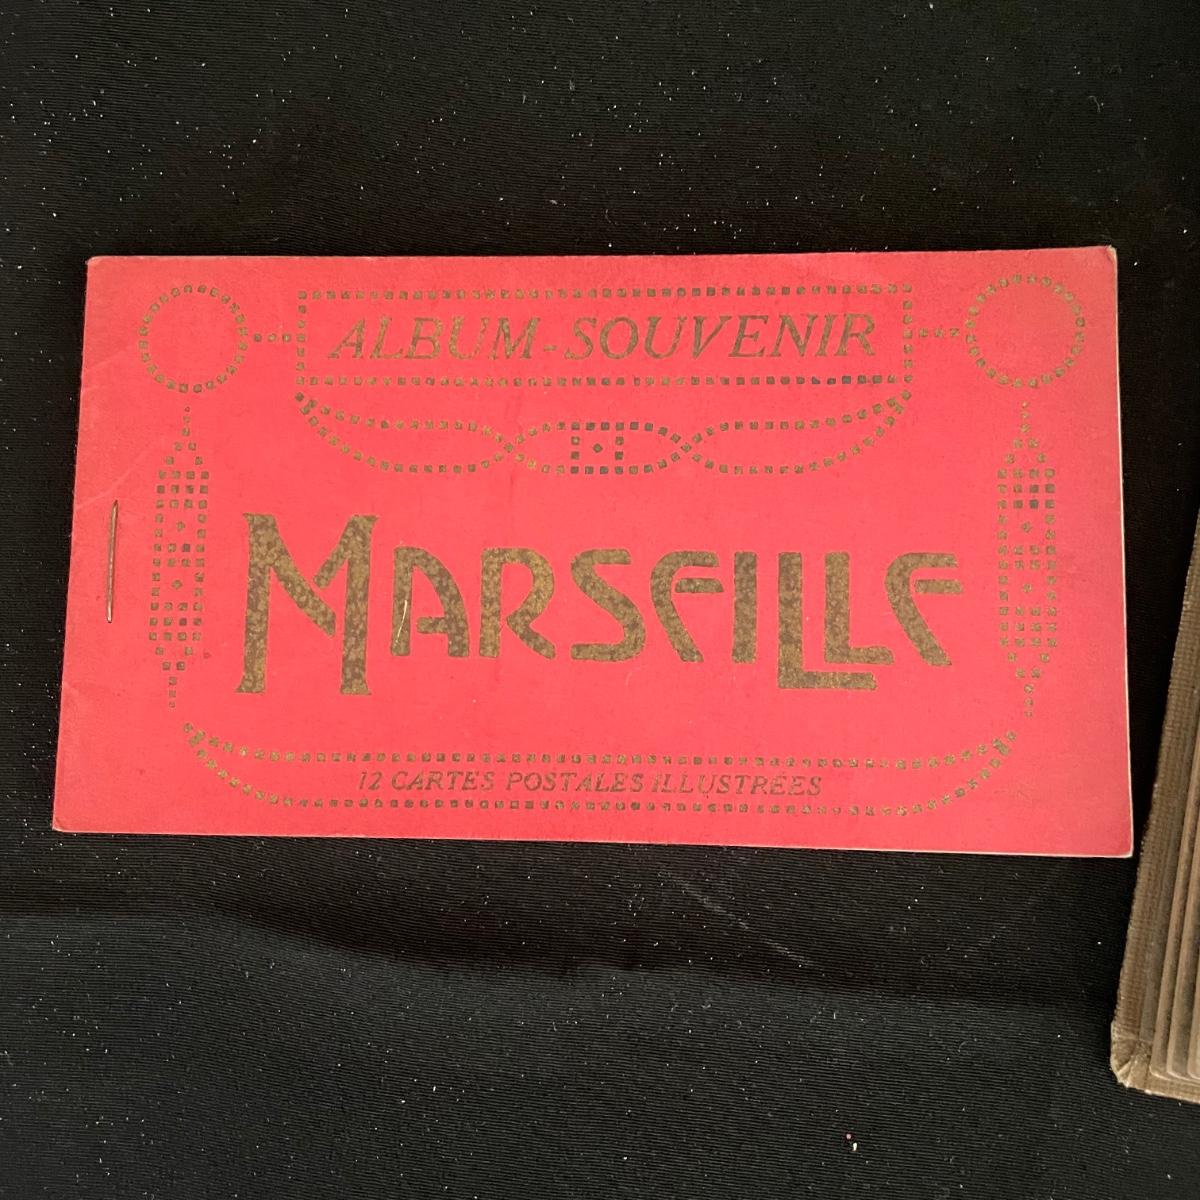 ALBUM-SOUVENIR
MARSEILLE
12 CARTES POSTALES ILLUSTRÉES